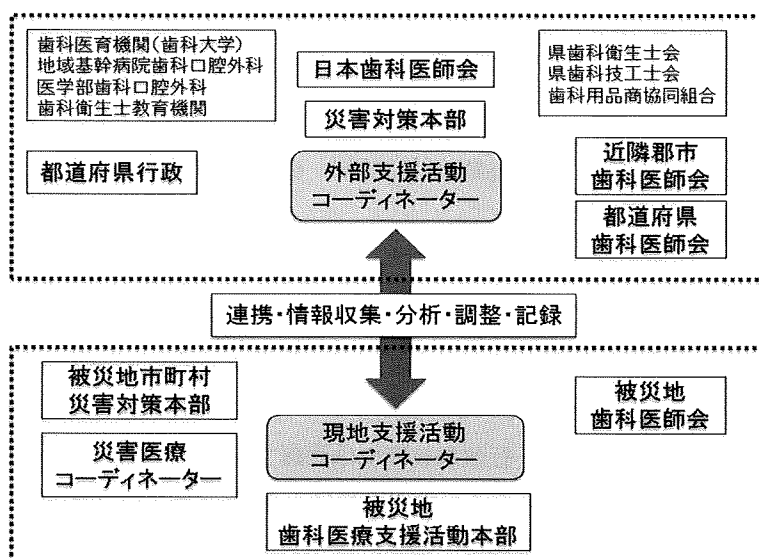 歯科医育機関(歯科大学)
地域基幹病院歯科口腔外科
医学部歯科口腔外科
歯科衛生士教育機関
日本歯科医師会
県歯科衛生士会
県歯科技工士会
歯科用品商協同組合
災害対策本部
都道府県行政
外部支援活動
コーディネーター
近隣郡市
歯科医師会
都道府県
歯科医師会
連携・情報収集・分析・調整・記録
被災地市町村
災害対策本部
被災地
歯科医師会
災害医療
コーディネーター
現地支援活動
コーディネーター
被災地
歯科医療支援活動本部